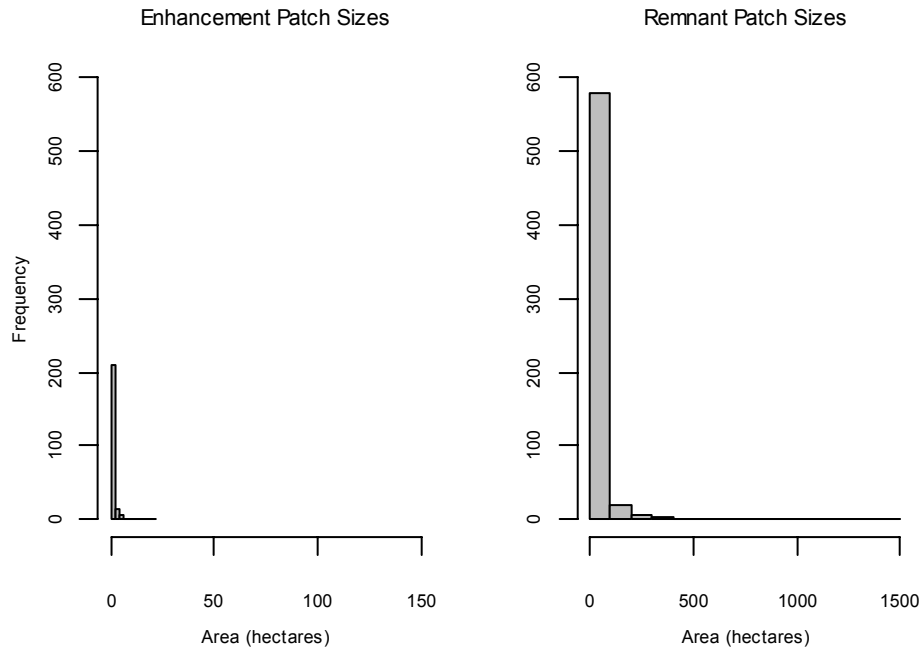 Enhancement Patch Sizes
Frequency
600
500
400
300
200
100
0
0 50 100 150
Area (hectares)
Remnant Patch Sizes
600
500
400
300
200
100
0
0 500 1000 1500
Area (hectares)